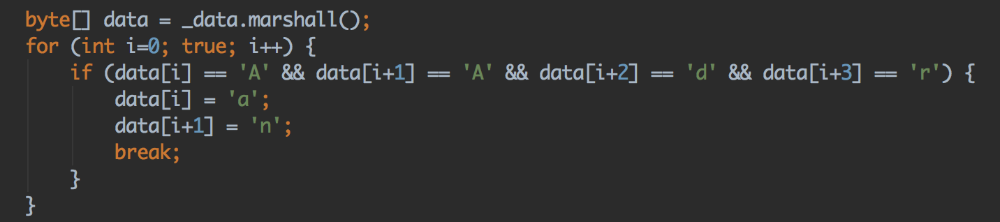 byte[] data = _data.marshall();
for (int i=0; true; i++) {
    if (data[i] == 'A' && data[i+1] == 'A' && data[i+2] == 'd' && data[i+3] == 'r') {
        data[i] = 'a';
        data[i+1] = 'n';
        break;
    }
}